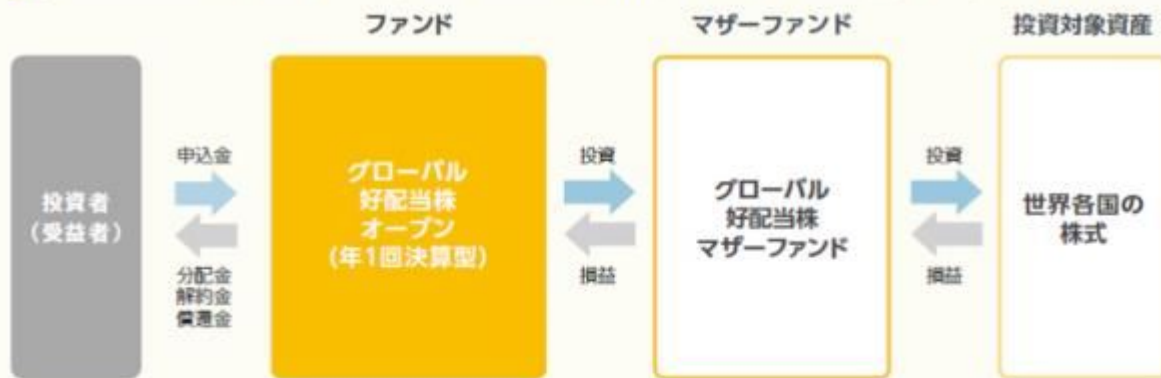 ファンド
マザーファンド
投資対象資産
投資者
(受益者)
申込金
分配金
解約金
償還金
グローバル
好配当株
オープン
(年1回決算型)
投資
損益
グローバル
好配当株
マザーファンド
投資
損益
世界各国の
株式